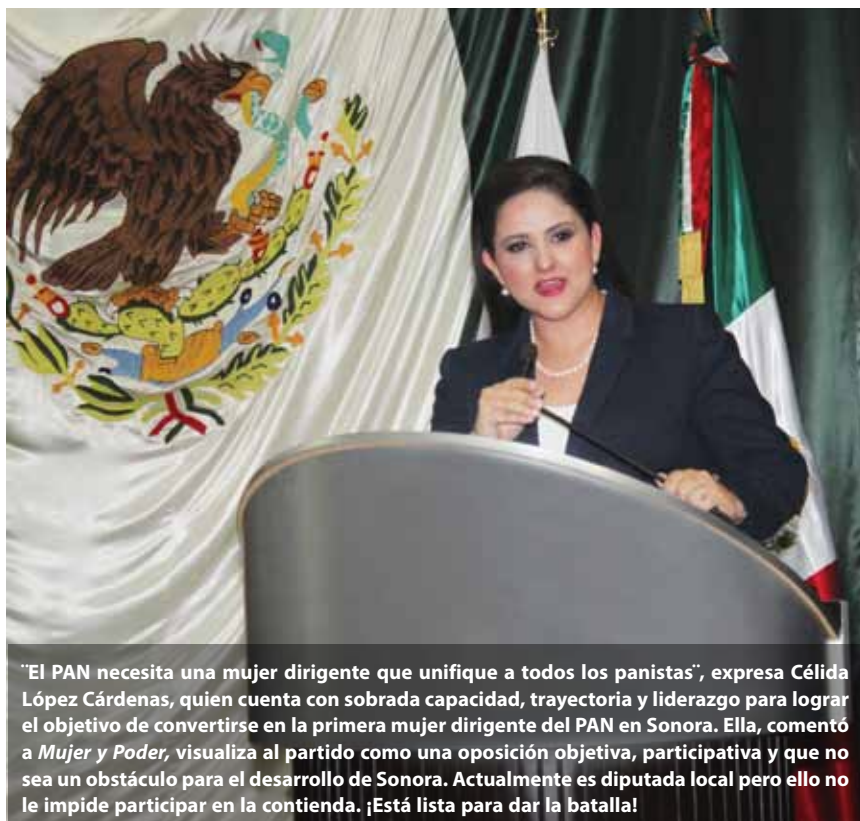 ¨El PAN necesita una mujer dirigente que unifique a todos los panistas¨, expresa Célida
López Cárdenas, quien cuenta con sobrada capacidad, trayectoria y liderazgo para lograr
el objetivo de convertirse en la primera mujer dirigente del PAN en Sonora. Ella, comentó
a Mujer y Poder, visualiza al partido como una oposición objetiva, participativa y que no
sea un obstáculo para el desarrollo de Sonora. Actualmente es diputada local pero ello no
le impide participar en la contienda. ¡Está lista para dar la batalla!